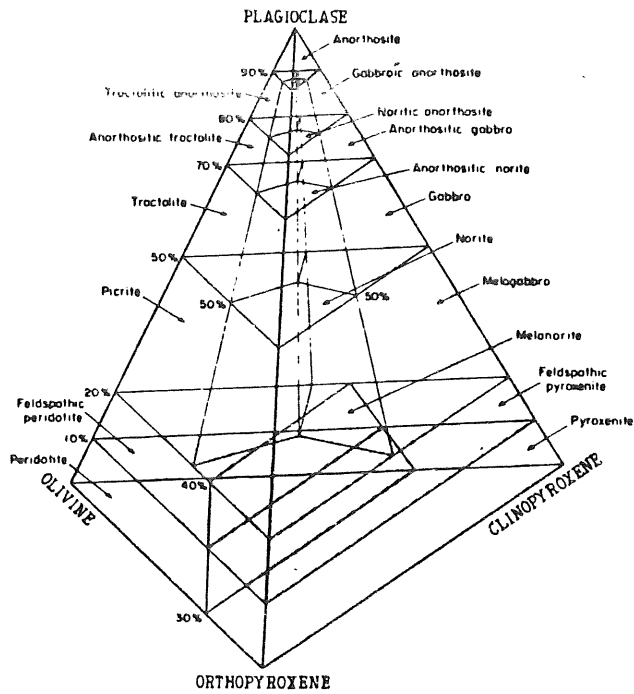 PLAGIOCLASE
Anorthosite
90%
Gabbroic anorthosite
Troctolitic anorthosite
80%
Noritic anorthosite
Anorthositic gabbro
Anorthositic troctolite
70%
Anorthositic norite
Troctolite
Gabbro
Norite
50%
Melagabbro
Picrite
50%
50%
Melanorite
20%
Feldspathic
pyroxenite
Feldspathic
peridotite
10%
Pyroxenite
Peridotite
40%
OLIVINE
CLINOPYROXENE
30%
ORTHOPYROXENE